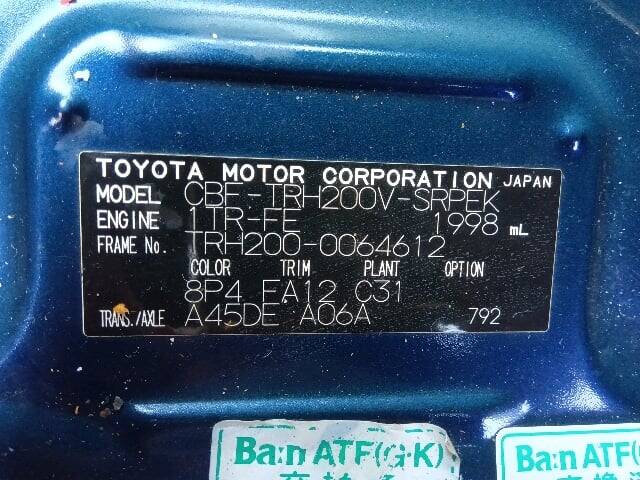 TOYOTA MOTOR CORPORATION JAPAN
MODEL CBF-TRH200V-SRPEK
ENGINE 1TR-FE 1998 mL
FRAME No. TRH200-0064612
COLOR TRIM PLANT OPTION
8P4 FA12 C31
TRANS./AXLE A45DE A06A 792
Ba:n ATF(G·K) Ba:n ATF(G